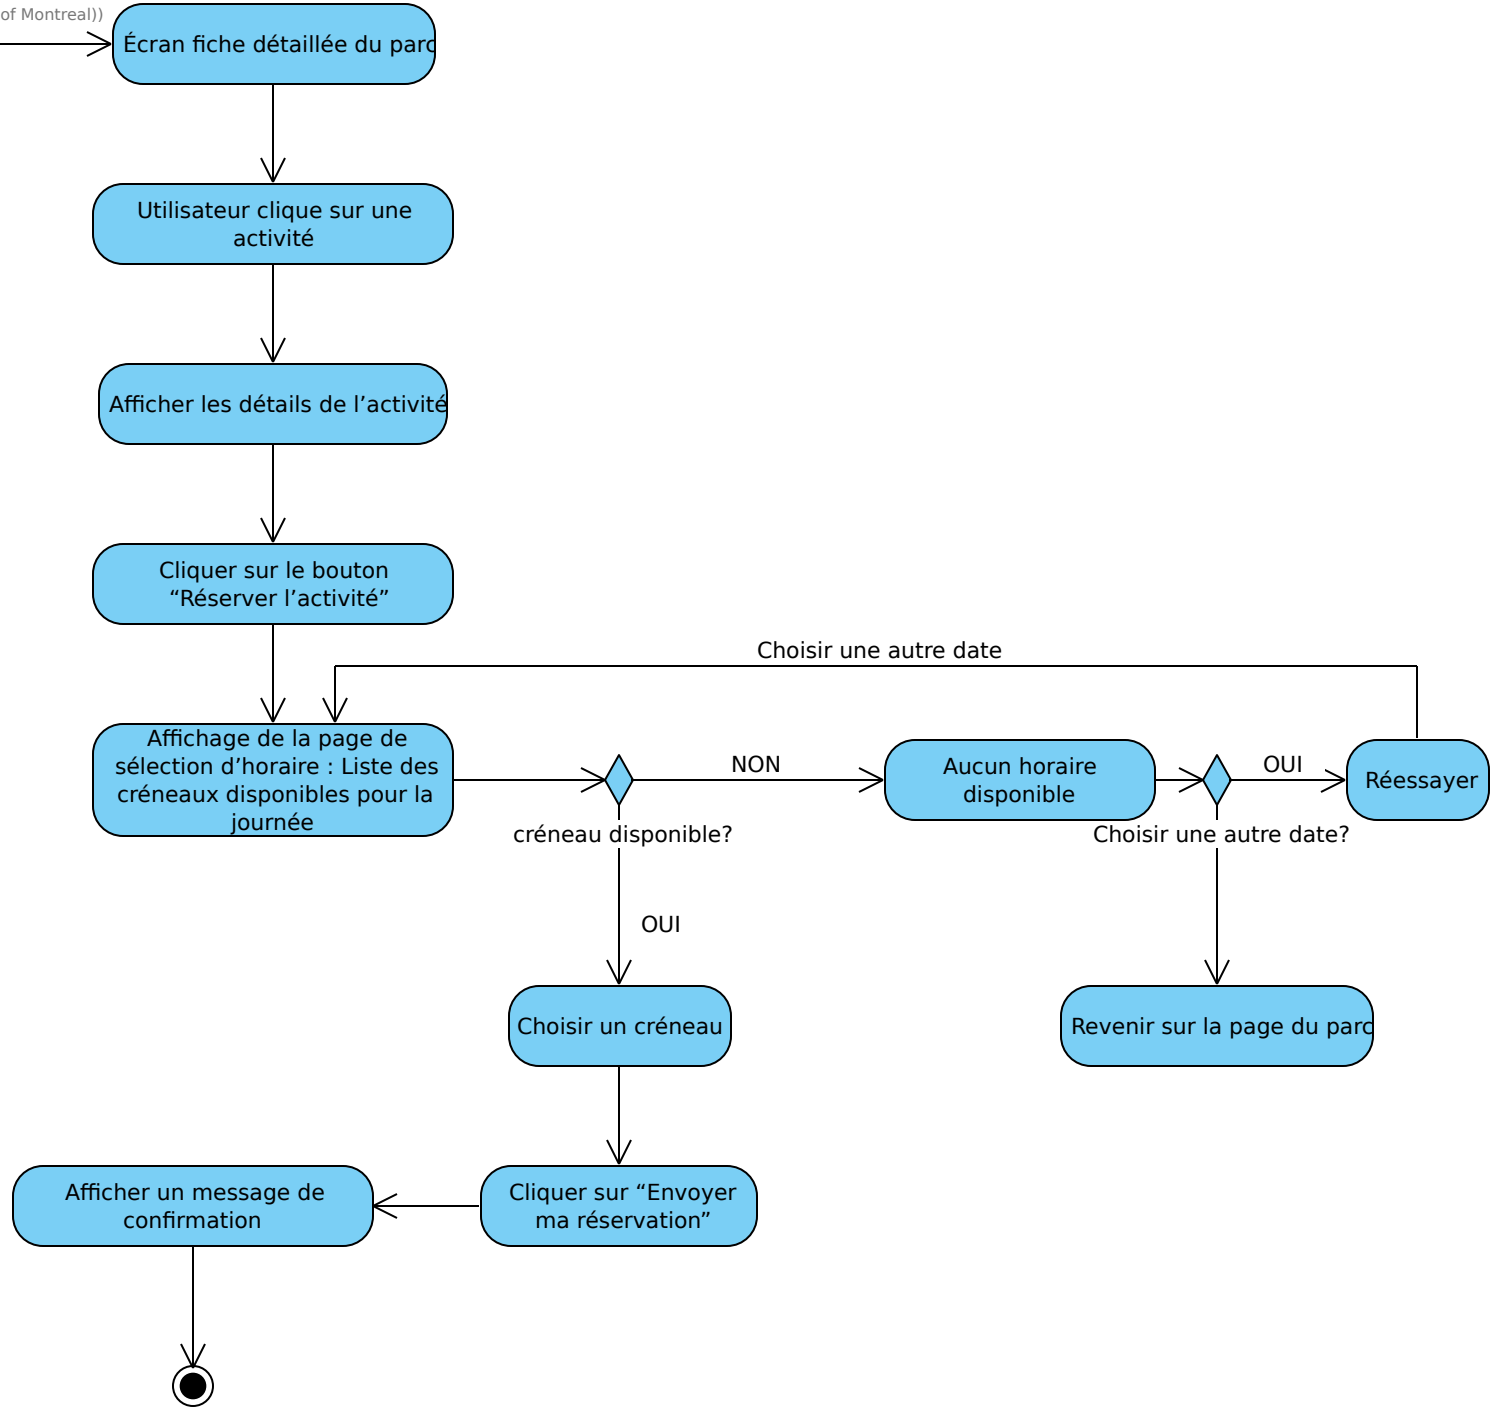 of Montreal))
Écran fiche détaillée du parc
Utilisateur clique sur une
activité
Afficher les détails de l’activité
Cliquer sur le bouton
“Réserver l’activité”
Choisir une autre date
Affichage de la page de
sélection d’horaire : Liste des
créneaux disponibles pour la
journée
NON
Aucun horaire
disponible
OUI
Réessayer
créneau disponible?
Choisir une autre date?
OUI
Choisir un créneau
Revenir sur la page du parc
Afficher un message de
confirmation
Cliquer sur “Envoyer
ma réservation”